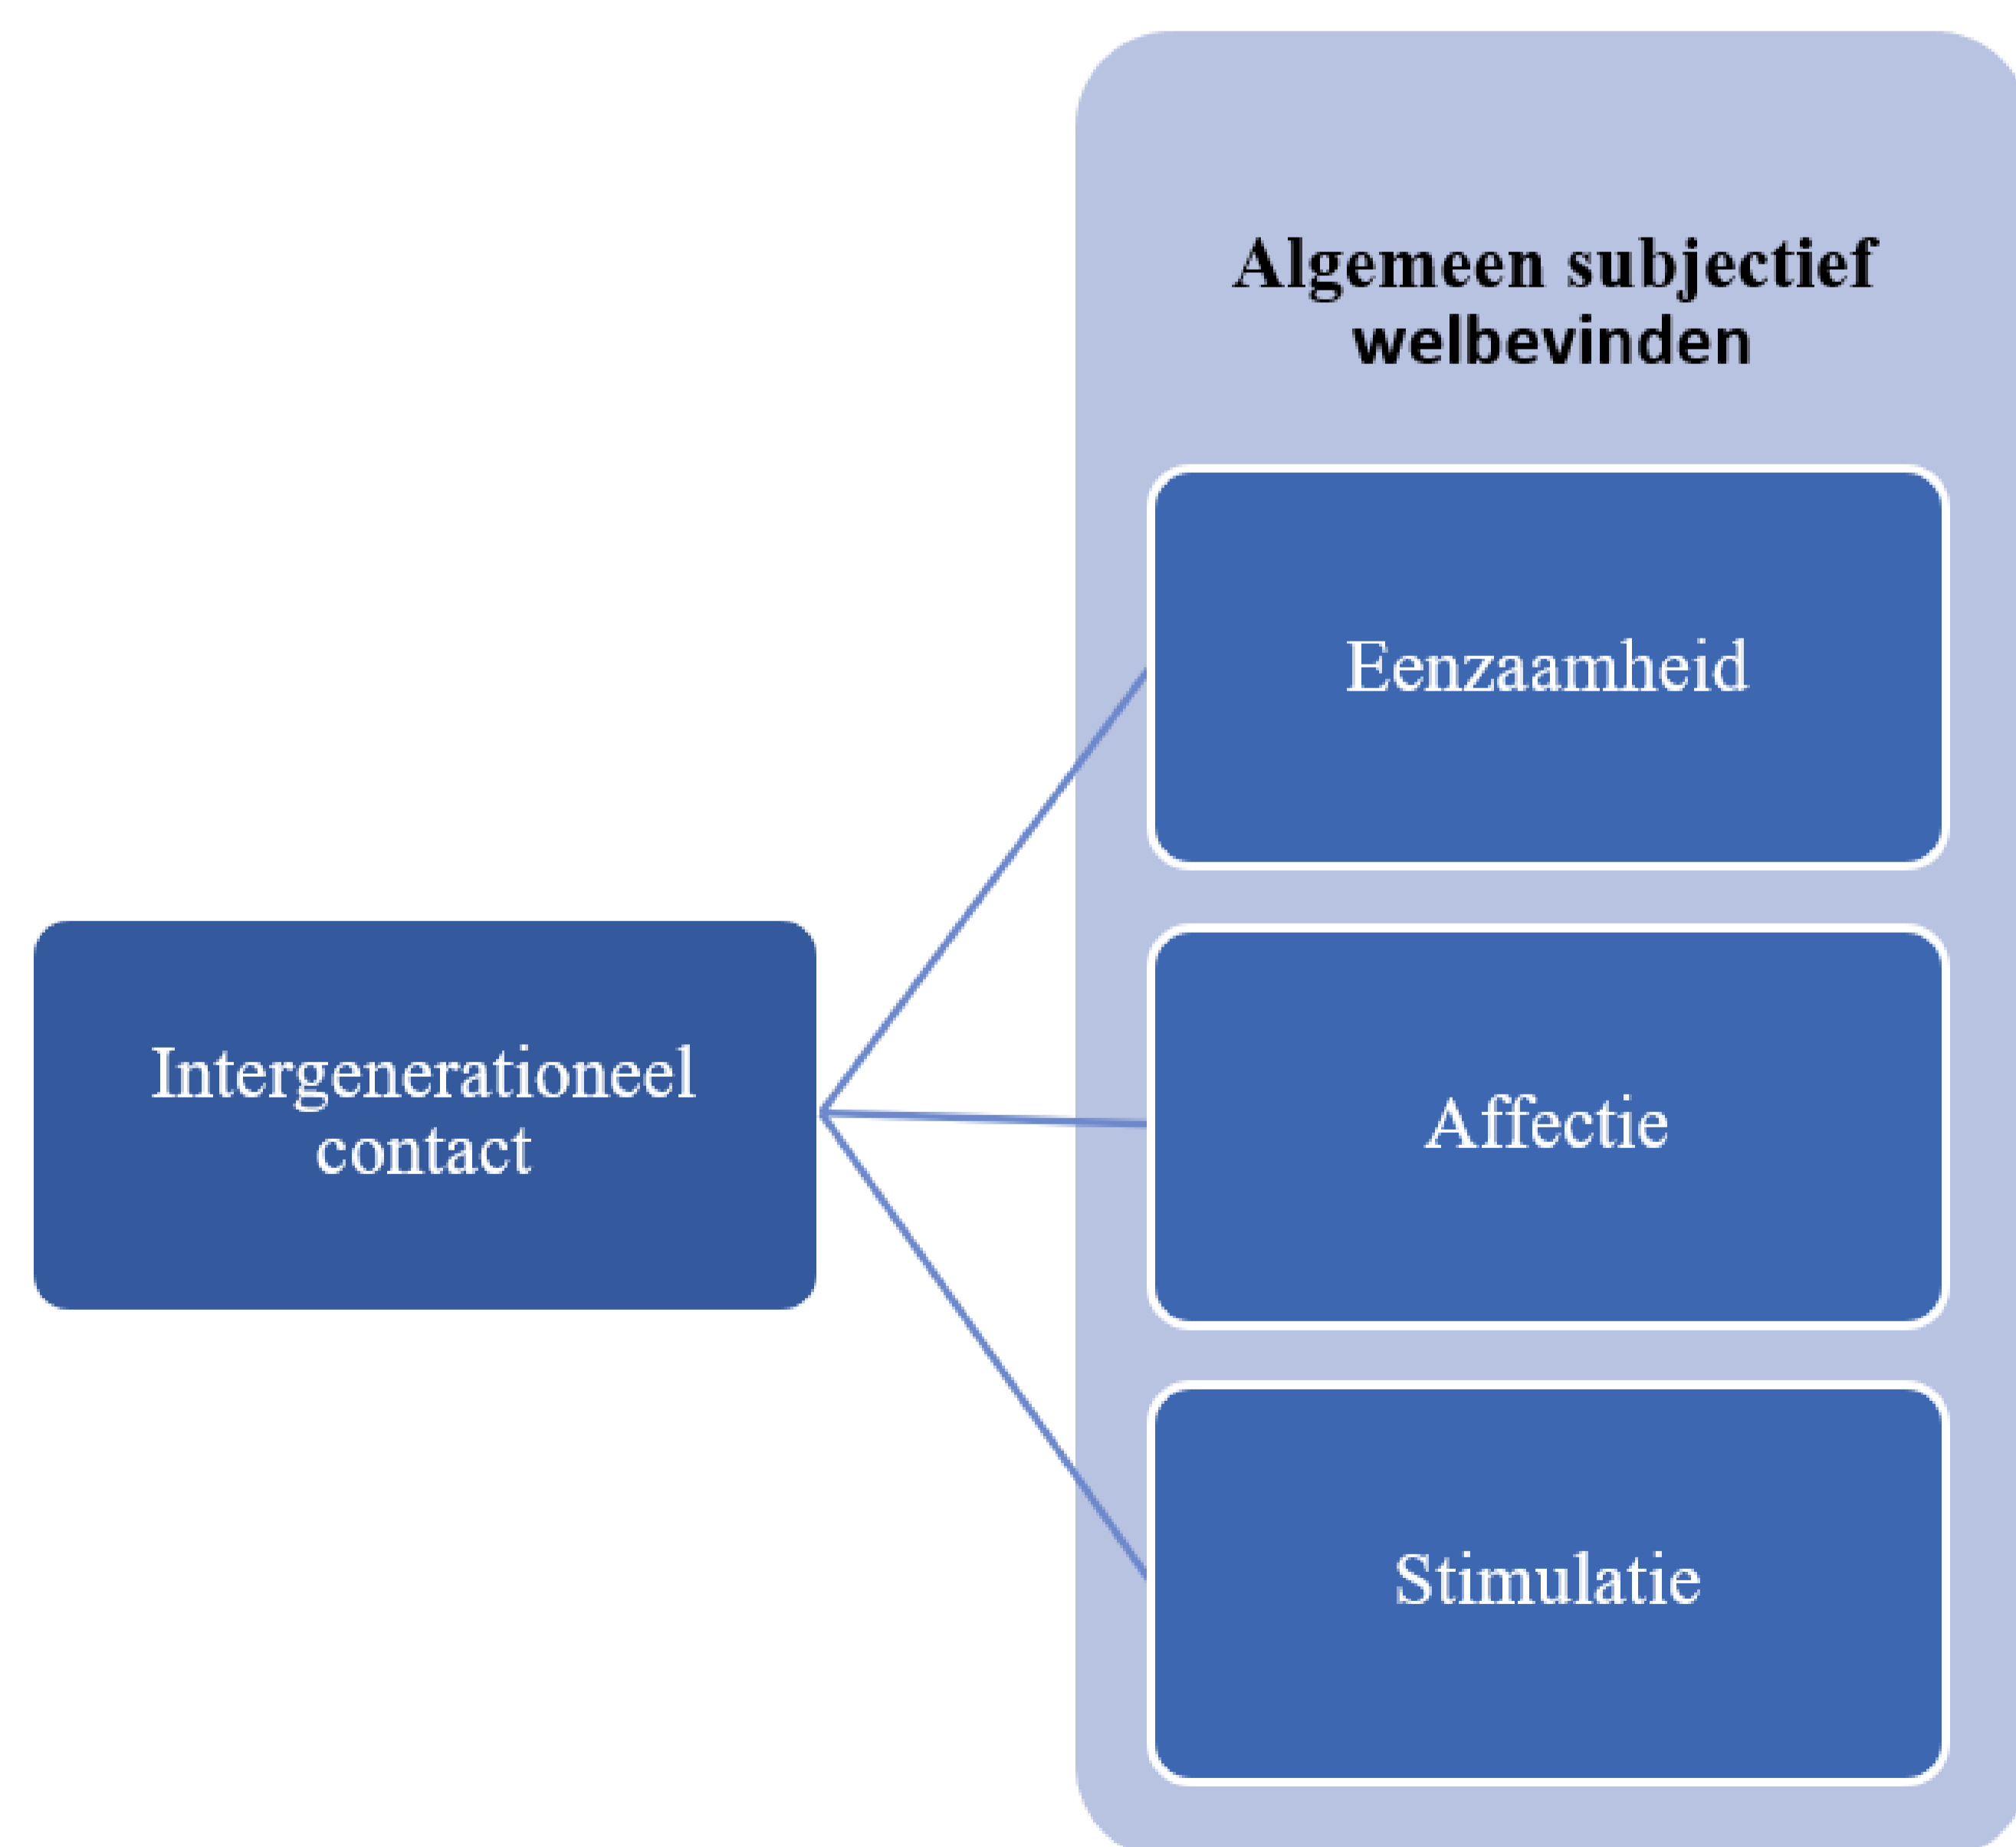 Algemeen subjectief
welbevinden
Eenzaamheid
Intergenerationeel
contact
Affectie
Stimulatie